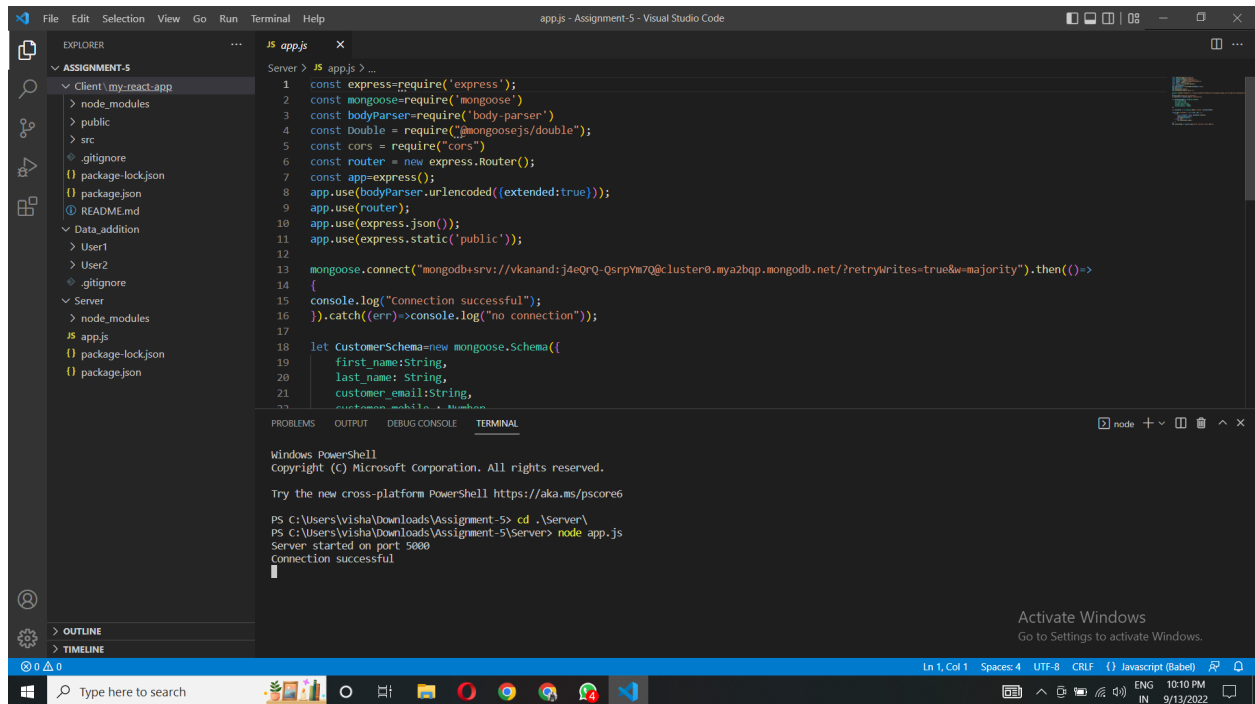 File Edit Selection View Go Run Terminal Help
app.js - Assignment-5 - Visual Studio Code
EXPLORER
ASSIGNMENT-5
Client \ my-react-app
node_modules
public
src
.gitignore
package-lock.json
package.json
README.md
Data_addition
User1
User2
.gitignore
Server
node_modules
JS app.js
package-lock.json
package.json
OUTLINE
TIMELINE
JS app.js
Server > JS app.js > ...
1 const express=require('express');
2 const mongoose=require('mongoose')
3 const bodyParser=require('body-parser')
4 const Double = require("@mongoosejs/double");
5 const cors = require("cors")
6 const router = new express.Router();
7 const app=express();
8 app.use(bodyParser.urlencoded({extended:true}));
9 app.use(router);
10 app.use(express.json());
11 app.use(express.static('public'));
12
13 mongoose.connect("mongodb+srv://vkanand:j4eQrQ-QsrpYm7Q@cluster0.mya2bqp.mongodb.net/?retryWrites=true&w=majority").then(()=>
14 {
15 console.log("Connection successful");
16 }).catch((err)=>console.log("no connection"));
17
18 let CustomerSchema=new mongoose.Schema({
19 first_name:String,
20 last_name: String,
21 customer_email:String,
22 customer_mobile : Number
PROBLEMS OUTPUT DEBUG CONSOLE TERMINAL
node
Windows PowerShell
Copyright (C) Microsoft Corporation. All rights reserved.
Try the new cross-platform PowerShell https://aka.ms/pscore6
PS C:\Users\visha\Downloads\Assignment-5> cd .\Server\
PS C:\Users\visha\Downloads\Assignment-5\Server> node app.js
Server started on port 5000
Connection successful
Activate Windows
Go to Settings to activate Windows.
0 0
Ln 1, Col 1 Spaces: 4 UTF-8 CRLF {} Javascript (Babel)
Type here to search
4
ENG
IN
10:10 PM
9/13/2022